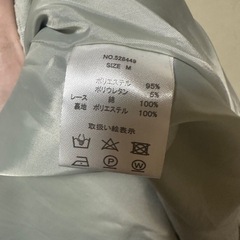 NO.528449
SIZE M
ポリエステル 95%
ポリウレタン 5%
レース 綿 100%
裏地 ポリエステル 100%
取扱い絵表示